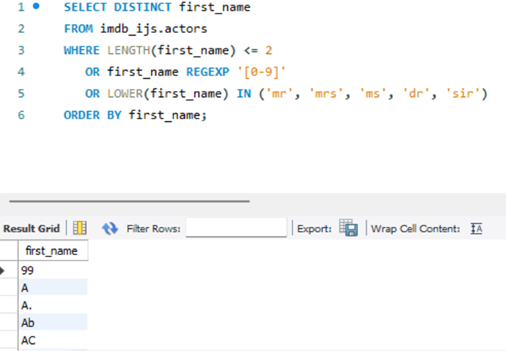 1 SELECT DISTINCT first_name
2 FROM imdb_ijs.actors
3 WHERE LENGTH(first_name) <= 2
4 OR first_name REGEXP '[0-9]'
5 OR LOWER(first_name) IN ('mr', 'mrs', 'ms', 'dr', 'sir')
6 ORDER BY first_name;
Result Grid Filter Rows: Export: Wrap Cell Content: IA
first_name
99
A
A.
Ab
AC